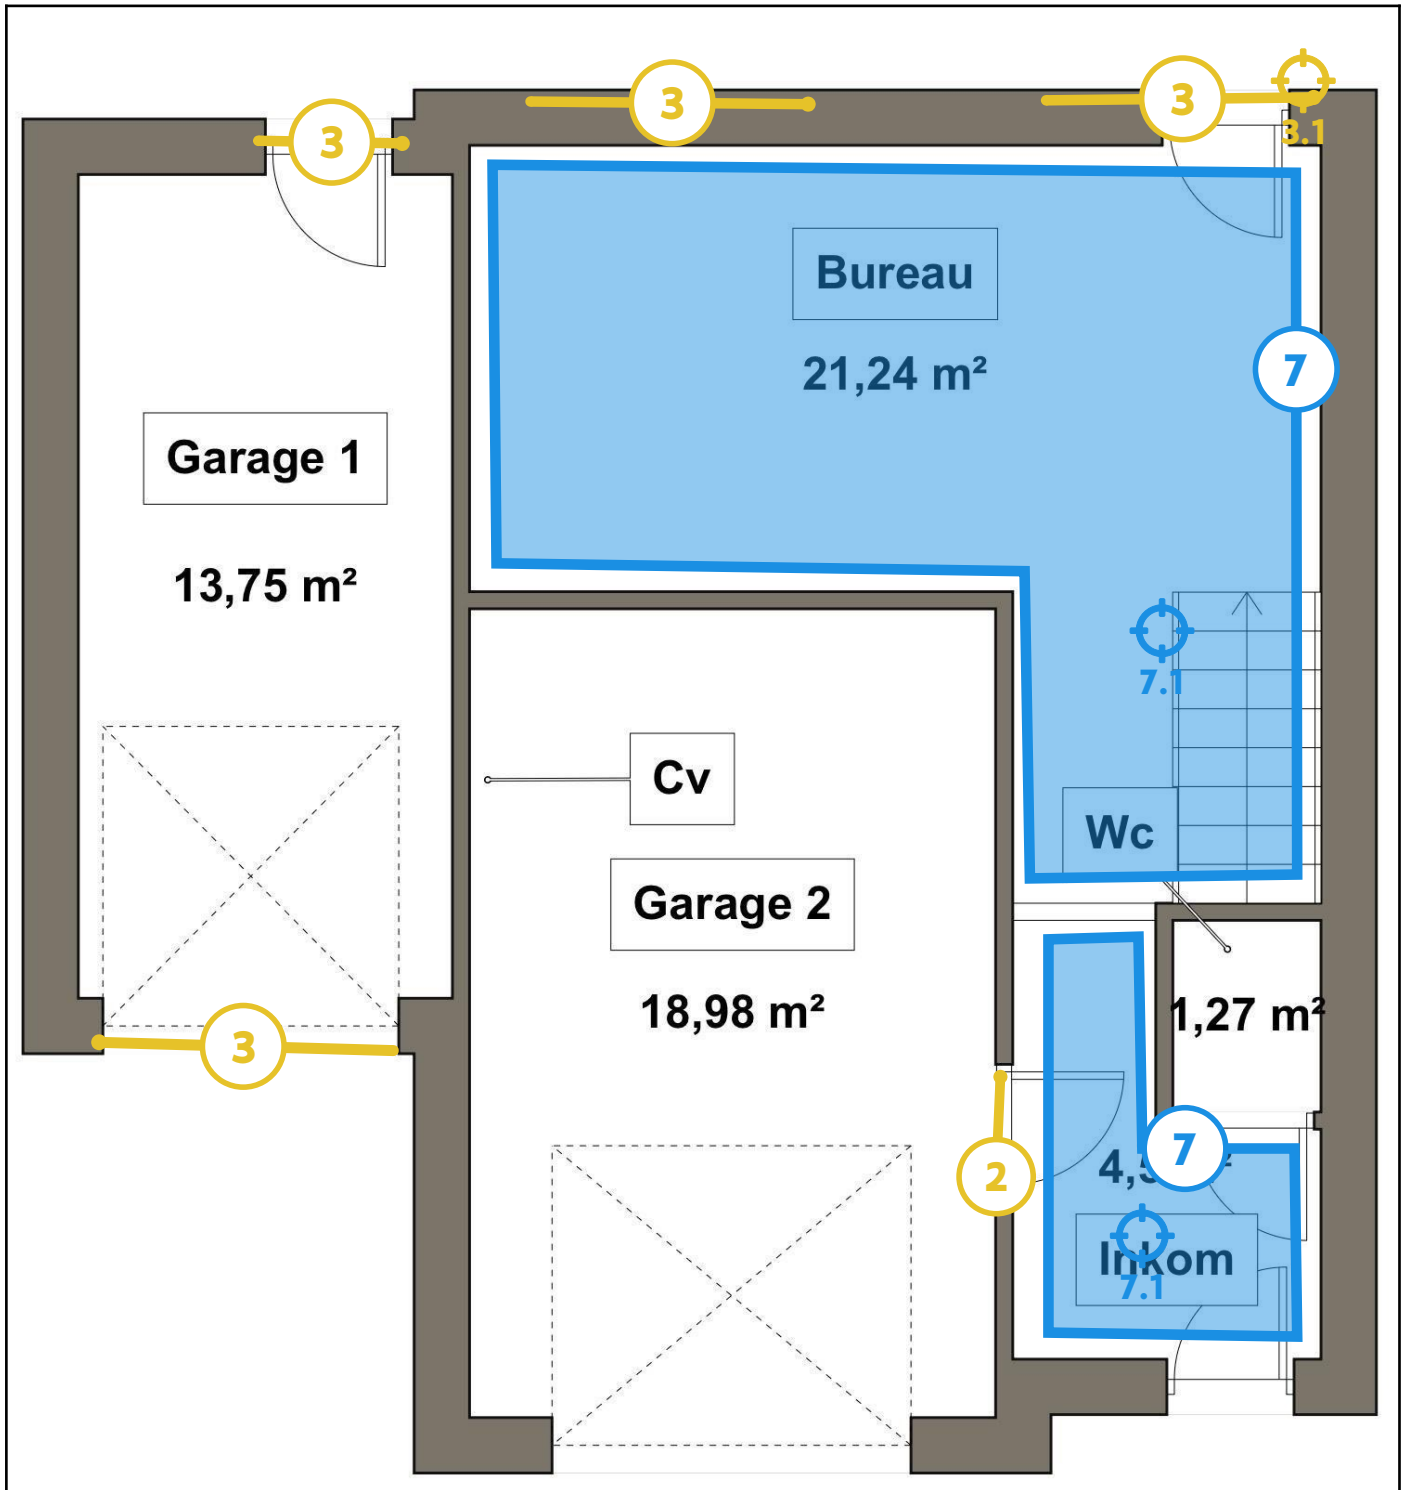 3
3
3
3.1
Bureau
21,24 m²
7
Garage 1
13,75 m²
7.1
Cv
Wc
Garage 2
18,98 m²
1,27 m²
3
2
7
Inkom
7.1